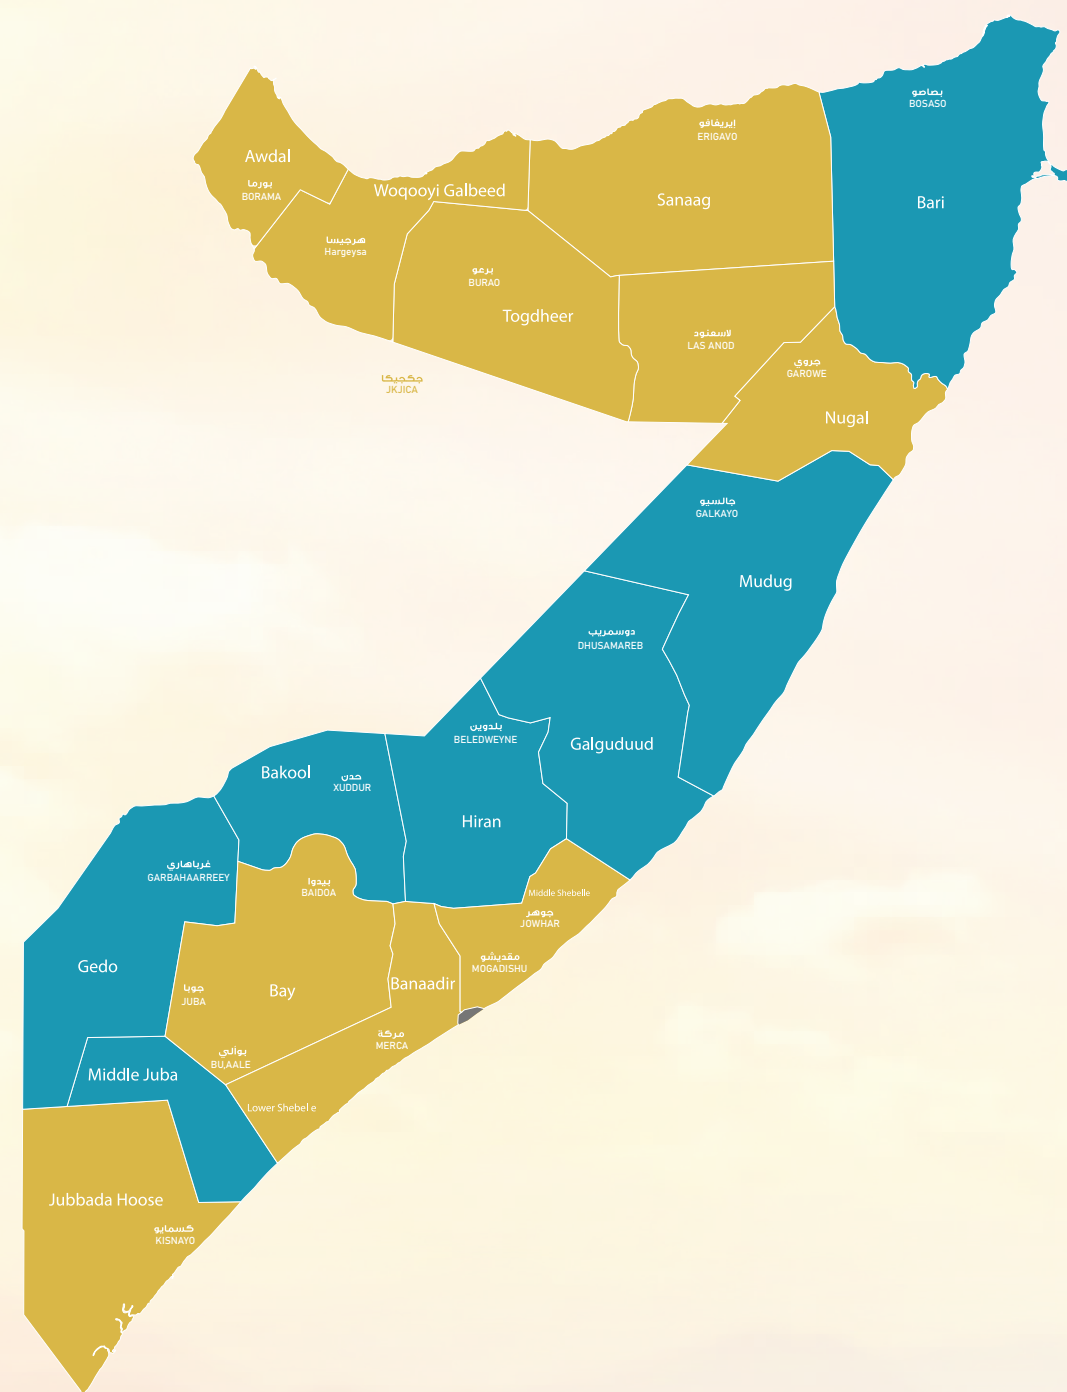 بصاصو
BOSASO
إيريفافو
ERIGAVO
Awdal
بورما
BORAMA
Woqooyi Galbeed
Sanaag
Bari
هرجيسا
Hargeysa
برعو
BURAO
Togdheer
لاسعنود
LAS ANOD
جروي
GAROWE
جكجيكا
JKJICA
Nugal
جالسيو
GALKAYO
Mudug
دوسمريب
DHUSAMAREB
بلدوين
BELEDWEYNE
Galguduud
Bakool
حدن
XUDDUR
Hiran
غرباهاري
GARBAHAARREEY
بيدوا
BAIDOA
Middle Shebelle
جوهر
JOWHAR
مقديشو
MOGADISHU
Gedo
جوبا
JUBA
Bay
Banaadir
مركة
MERCA
بوآلي
BU,AALE
Middle Juba
Lower Shebel e
Jubbada Hoose
كسمايو
KISNAYO